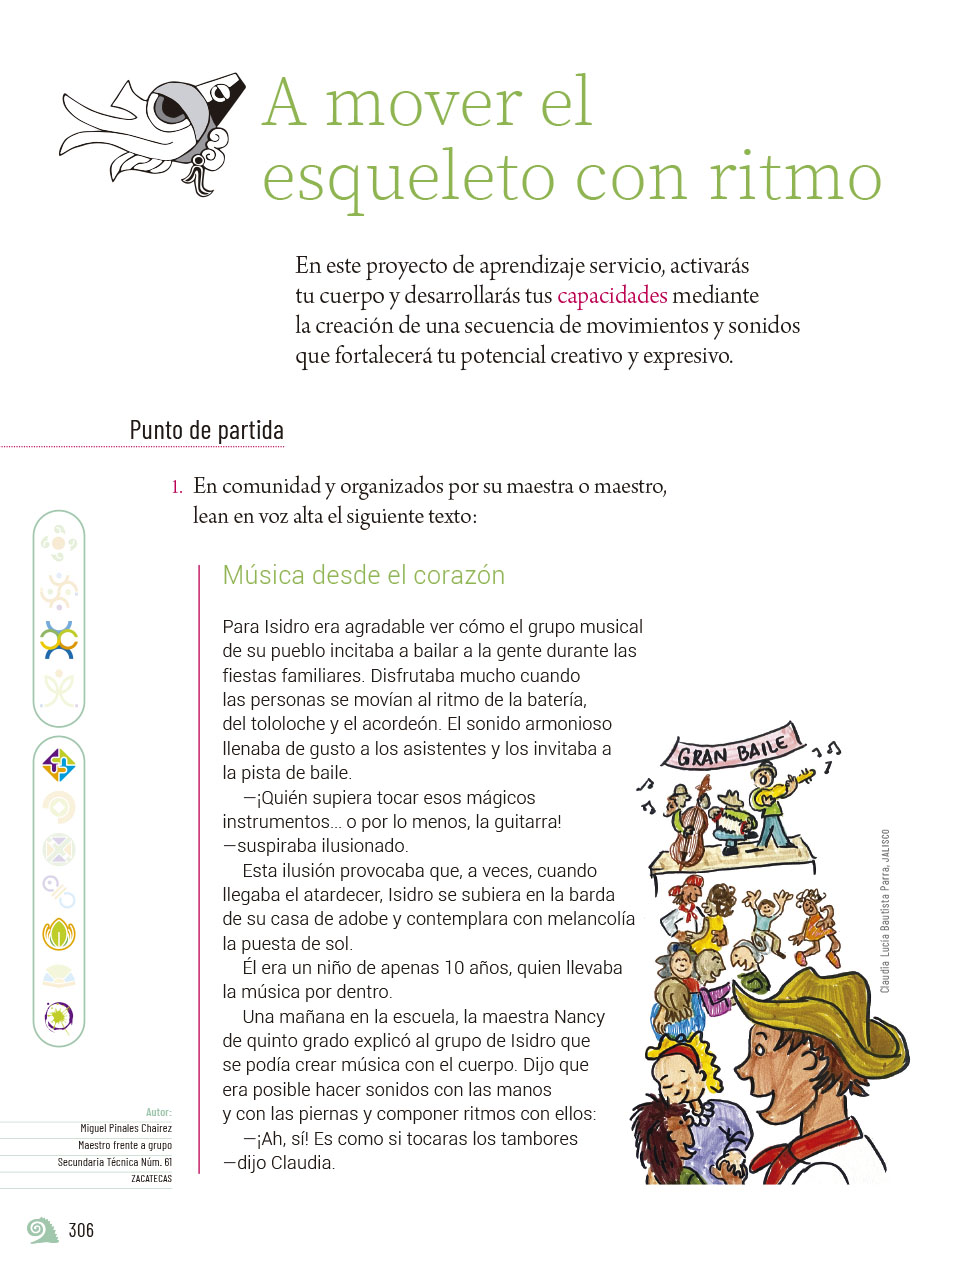 A mover el
esqueleto con ritmo
En este proyecto de aprendizaje servicio, activarás
tu cuerpo y desarrollarás tus capacidades mediante
la creación de una secuencia de movimientos y sonidos
que fortalecerá tu potencial creativo y expresivo.
Punto de partida
1. En comunidad y organizados por su maestra o maestro,
lean en voz alta el siguiente texto:
Música desde el corazón
Para Isidro era agradable ver cómo el grupo musical
de su pueblo incitaba a bailar a la gente durante las
fiestas familiares. Disfrutaba mucho cuando
las personas se movían al ritmo de la batería,
del tololoche y el acordeón. El sonido armonioso
llenaba de gusto a los asistentes y los invitaba a
la pista de baile.
—¡Quién supiera tocar esos mágicos
instrumentos... o por lo menos, la guitarra!
—suspiraba ilusionado.
Esta ilusión provocaba que, a veces, cuando
llegaba el atardecer, Isidro se subiera en la barda
de su casa de adobe y contemplara con melancolía
la puesta de sol.
Él era un niño de apenas 10 años, quien llevaba
la música por dentro.
Una mañana en la escuela, la maestra Nancy
de quinto grado explicó al grupo de Isidro que
se podía crear música con el cuerpo. Dijo que
era posible hacer sonidos con las manos
y con las piernas y componer ritmos con ellos:
—¡Ah, sí! Es como si tocaras los tambores
—dijo Claudia.
GRAN BAILE
Claudia Lucía Bautista Parra, JALISCO
Autor:
Miguel Pinales Chairez
Maestro frente a grupo
Secundaria Técnica Núm. 61
ZACATECAS
306